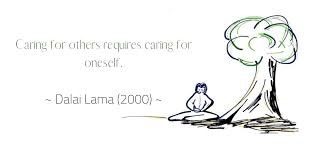 Caring for others requires caring for
oneself.
~ Dalai Lama (2000) ~